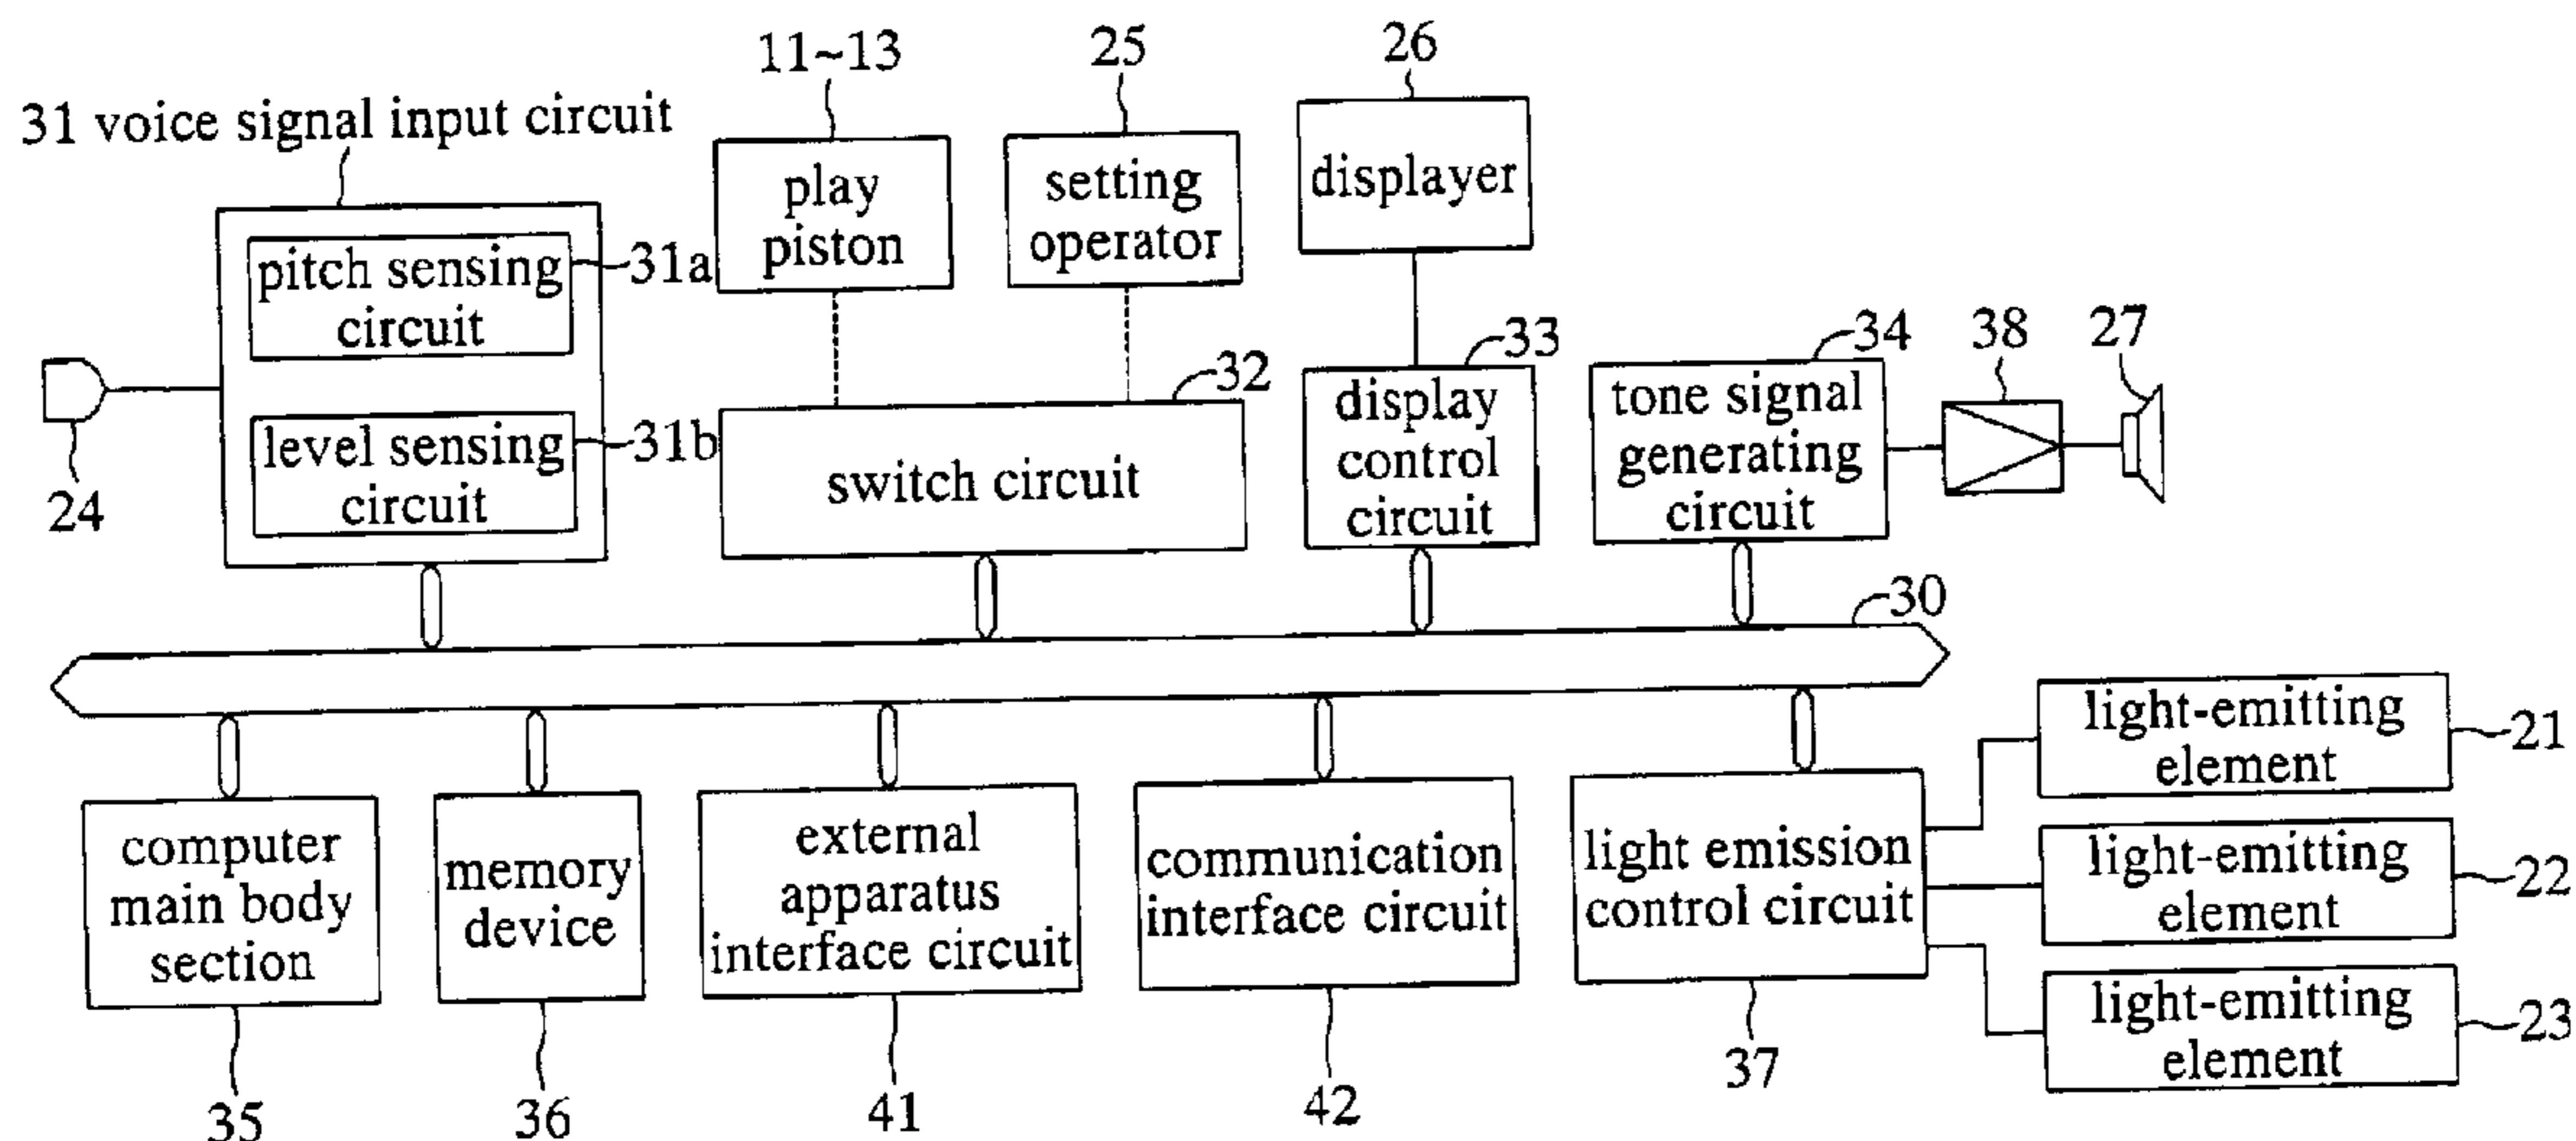 11~13
25
26
31 voice signal input circuit
play
piston
setting
operator
displayer
pitch sensing
circuit
31a
level sensing
circuit
31b
24
32
switch circuit
33
display
control
circuit
34
tone signal
generating
circuit
38
27
30
computer
main body
section
memory
device
external
apparatus
interface circuit
communication
interface circuit
light emission
control circuit
light-emitting
element
21
light-emitting
element
22
light-emitting
element
23
35
36
41
42
37